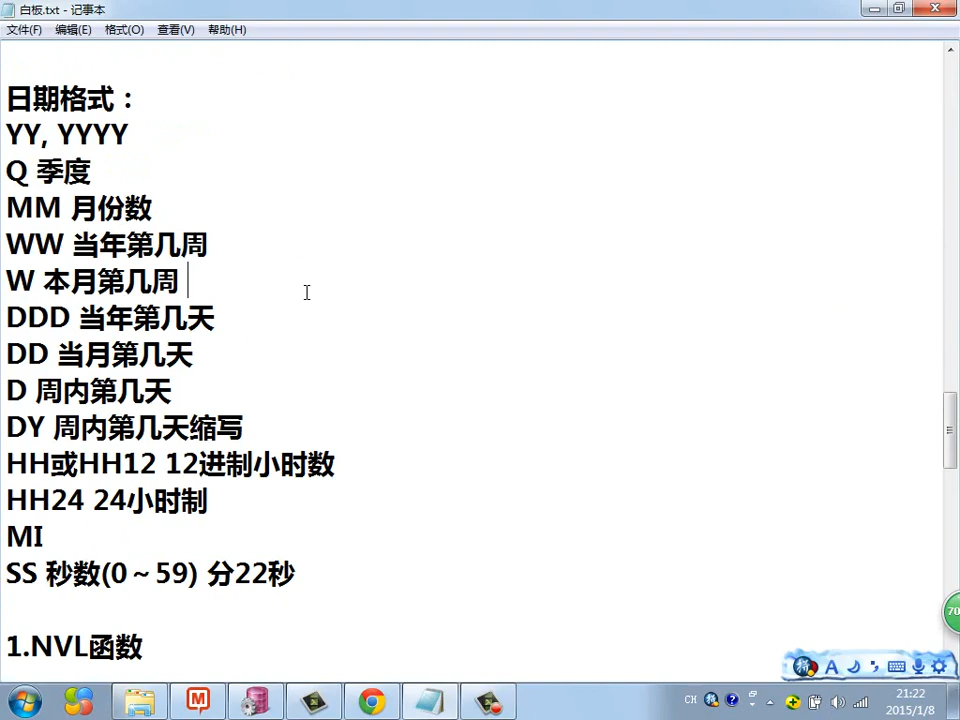 白板.txt - 记事本
文件(F) 编辑(E) 格式(O) 查看(V) 帮助(H)
日期格式：
YY, YYYY
Q 季度
MM 月份数
WW 当年第几周
W 本月第几周
DDD 当年第几天
DD 当月第几天
D 周内第几天
DY 周内第几天缩写
HH或HH12 12进制小时数
HH24 24小时制
MI
SS 秒数(0～59) 分22秒
1.NVL函数
70
A
CH
21:22
2015/1/8